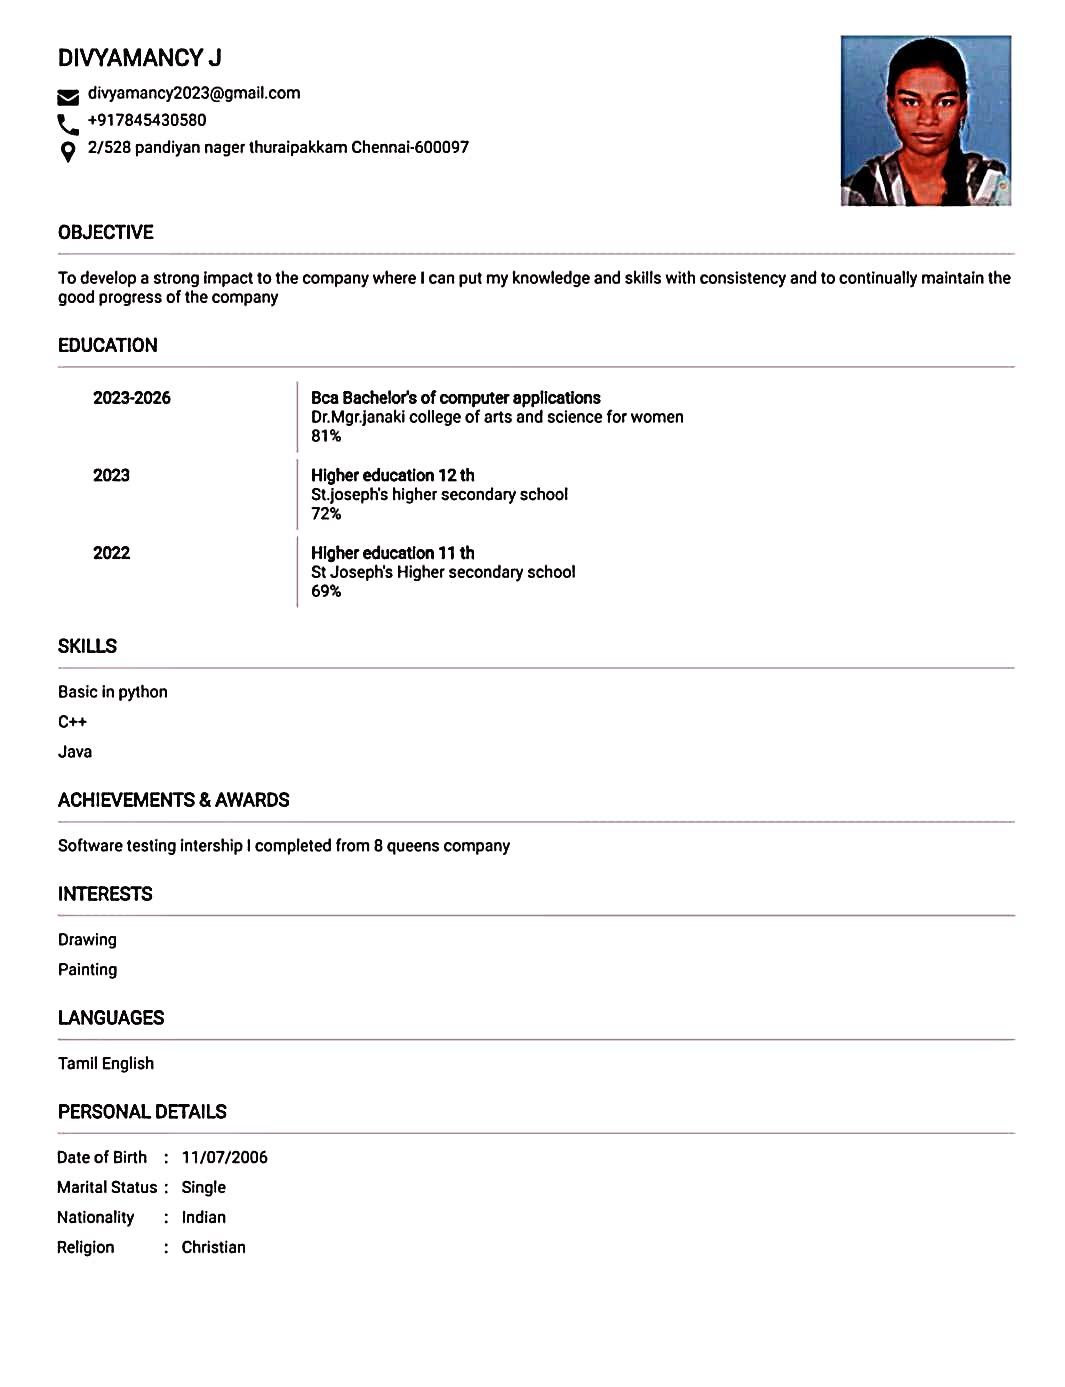 DIVYAMANCY J
divyamancy2023@gmail.com
+917845430580
2/528 pandiyan nager thuraipakkam Chennai-600097
OBJECTIVE
To develop a strong impact to the company where I can put my knowledge and skills with consistency and to continually maintain the
good progress of the company
EDUCATION
2023-2026
Bca Bachelor's of computer applications
Dr.Mgr.janaki college of arts and science for women
81%
2023
Higher education 12 th
St.joseph's higher secondary school
72%
2022
Higher education 11 th
St Joseph's Higher secondary school
69%
SKILLS
Basic in python
C++
Java
ACHIEVEMENTS & AWARDS
Software testing intership I completed from 8 queens company
INTERESTS
Drawing
Painting
LANGUAGES
Tamil English
PERSONAL DETAILS
Date of Birth : 11/07/2006
Marital Status : Single
Nationality : Indian
Religion : Christian